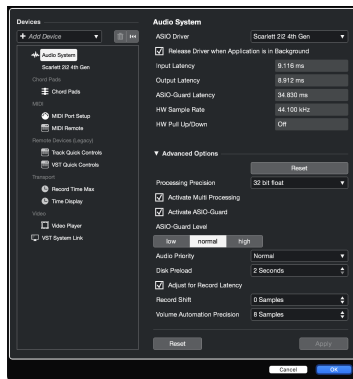 Devices
+ Add Device
Audio System
Scarlett 2I2 4th Gen
Chord Pads
Chord Pads
MIDI
MIDI Port Setup
MIDI Remote
Remote Devices (Legacy)
Track Quick Controls
VST Quick Controls
Transport
Record Time Max
Time Display
Video
Video Player
VST System Link
Audio System
ASIO Driver Scarlett 2I2 4th Gen
Release Driver when Application is in Background
Input Latency 9.116 ms
Output Latency 8.912 ms
ASIO-Guard Latency 34.830 ms
HW Sample Rate 44.100 kHz
HW Pull Up/Down Off
Advanced Options
Reset
Processing Precision 32 bit float
Activate Multi Processing
Activate ASIO-Guard
ASIO-Guard Level
low normal high
Audio Priority Normal
Disk Preload 2 Seconds
Adjust for Record Latency
Record Shift 0 Samples
Volume Automation Precision 8 Samples
Reset Apply
Cancel OK